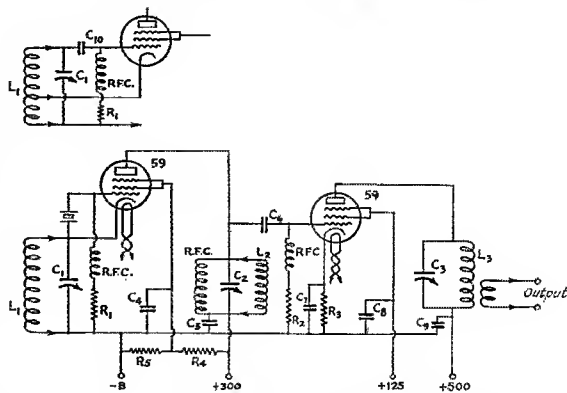 C10
L1
C1
R.F.C.
R1
59
59
C1
L1
R.F.C.
R1
C4
R.F.C.
C5
C2
L2
C6
R.F.C
R2
C7
R3
C8
C3
L3
C9
Output
R5
R4
-B
+300
+125
+500